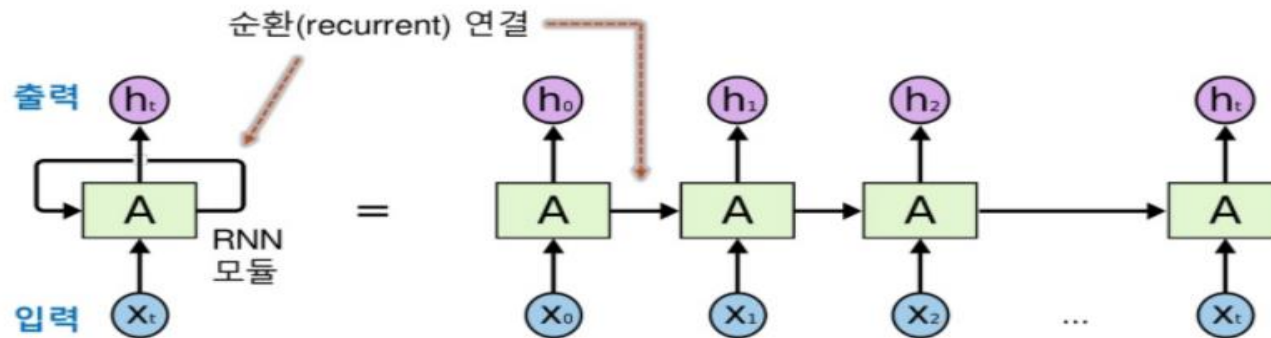 순환(recurrent) 연결
출력 hₜ h₀ h₁ h₂ hₜ
A = A A A A
RNN
모듈
입력 xₜ x₀ x₁ x₂ ... xₜ